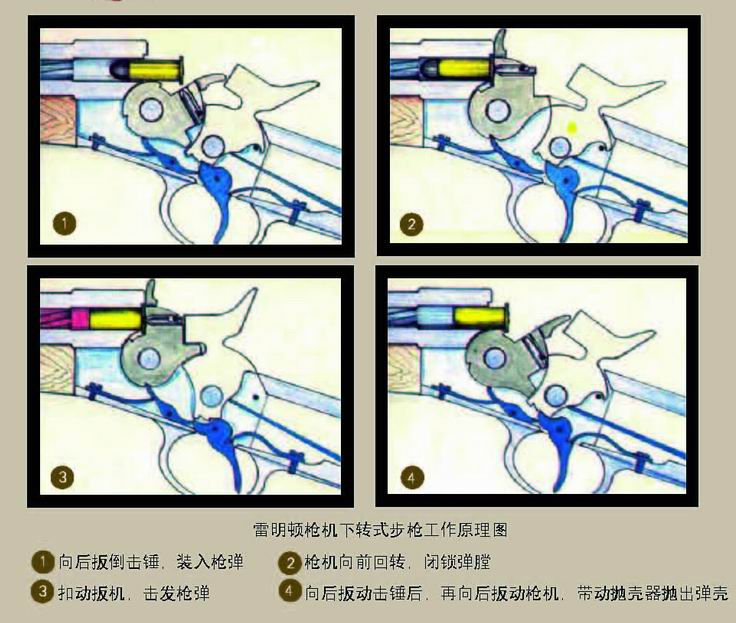 1
2
3
4
雷明顿枪机下转式步枪工作原理图
1 向后扳倒击锤，装入枪弹
2 枪机向前回转，闭锁弹膛
3 扣动扳机，击发枪弹
4 向后扳动击锤后，再向后扳动枪机，带动抛壳器抛出弹壳